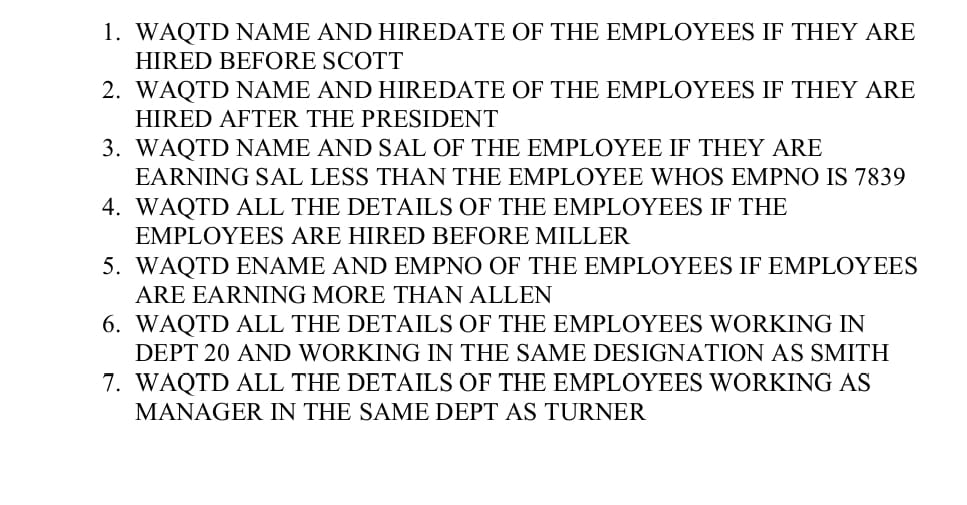 1. WAQTD NAME AND HIREDATE OF THE EMPLOYEES IF THEY ARE
HIRED BEFORE SCOTT
2. WAQTD NAME AND HIREDATE OF THE EMPLOYEES IF THEY ARE
HIRED AFTER THE PRESIDENT
3. WAQTD NAME AND SAL OF THE EMPLOYEE IF THEY ARE
EARNING SAL LESS THAN THE EMPLOYEE WHOS EMPNO IS 7839
4. WAQTD ALL THE DETAILS OF THE EMPLOYEES IF THE
EMPLOYEES ARE HIRED BEFORE MILLER
5. WAQTD ENAME AND EMPNO OF THE EMPLOYEES IF EMPLOYEES
ARE EARNING MORE THAN ALLEN
6. WAQTD ALL THE DETAILS OF THE EMPLOYEES WORKING IN
DEPT 20 AND WORKING IN THE SAME DESIGNATION AS SMITH
7. WAQTD ALL THE DETAILS OF THE EMPLOYEES WORKING AS
MANAGER IN THE SAME DEPT AS TURNER